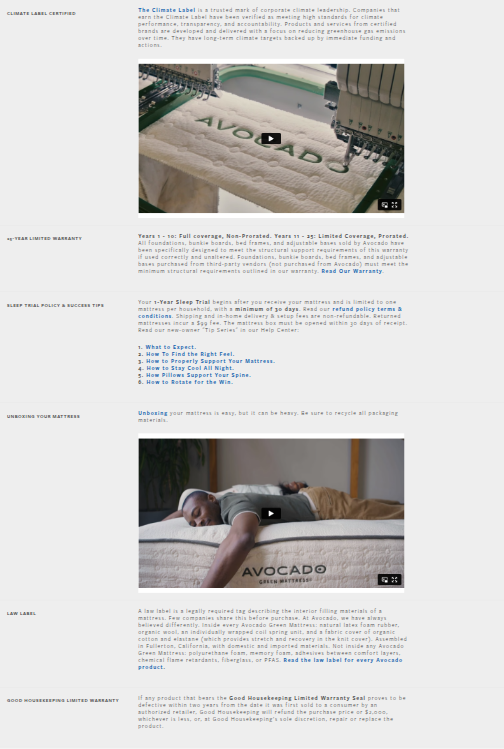 CLIMATE LABEL CERTIFIED
The Climate Label is a trusted mark of corporate climate leadership. Companies that
earn the Climate Label have been verified as meeting high standards for climate
performance, transparency, and accountability. Products and services from certified
brands are developed and delivered with a focus on reducing greenhouse gas emissions
over time. They have long-term climate targets backed up by immediate funding and
actions.
AVOCADO
25-YEAR LIMITED WARRANTY
Years 1 - 10: Full coverage, Non-Prorated. Years 11 - 25: Limited Coverage, Prorated.
All foundations, bunkie boards, bed frames, and adjustable bases sold by Avocado have
been specifically designed to meet the structural support requirements of this warranty
if used correctly and unaltered. Foundations, bunkie boards, bed frames, and adjustable
bases purchased from third-party vendors (not purchased from Avocado) must meet the
minimum structural requirements outlined in our warranty. Read Our Warranty.
SLEEP TRIAL POLICY & SUCCESS TIPS
Your 1-Year Sleep Trial begins after you receive your mattress and is limited to one
mattress per household, with a minimum of 30 days. Read our refund policy terms &
conditions. Shipping and in-home delivery & setup fees are non-refundable. Returned
mattresses incur a $99 fee. The mattress box must be opened within 30 days of receipt.
Read our new-owner "Tip Series" in our Help Center:
1. What to Expect.
2. How To Find the Right Feel.
3. How to Properly Support Your Mattress.
4. How to Stay Cool All Night.
5. How Pillows Support Your Spine.
6. How to Rotate for the Win.
UNBOXING YOUR MATTRESS
Unboxing your mattress is easy, but it can be heavy. Be sure to recycle all packaging
materials.
AVOCADO
GREEN MATTRESS
LAW LABEL
A law label is a legally required tag describing the interior filling materials of a
mattress. Few companies share this before purchase. At Avocado, we have always
believed differently. Inside every Avocado Green Mattress: natural latex foam rubber,
organic wool, an individually wrapped coil spring unit, and a fabric cover of organic
cotton and elastane (which provides stretch and recovery in the knit cover). Assembled
in Fullerton, California, with domestic and imported materials. Not inside any Avocado
Green Mattress: polyurethane foam, memory foam, adhesives between comfort layers,
chemical flame retardants, fiberglass, or PFAS. Read the law label for every Avocado
product.
GOOD HOUSEKEEPING LIMITED WARRANTY
If any product that bears the Good Housekeeping Limited Warranty Seal proves to be
defective within two years from the date it was first sold to a consumer by an
authorized retailer, Good Housekeeping will refund the purchase price or $2,000,
whichever is less, or, at Good Housekeeping's sole discretion, repair or replace the
product.